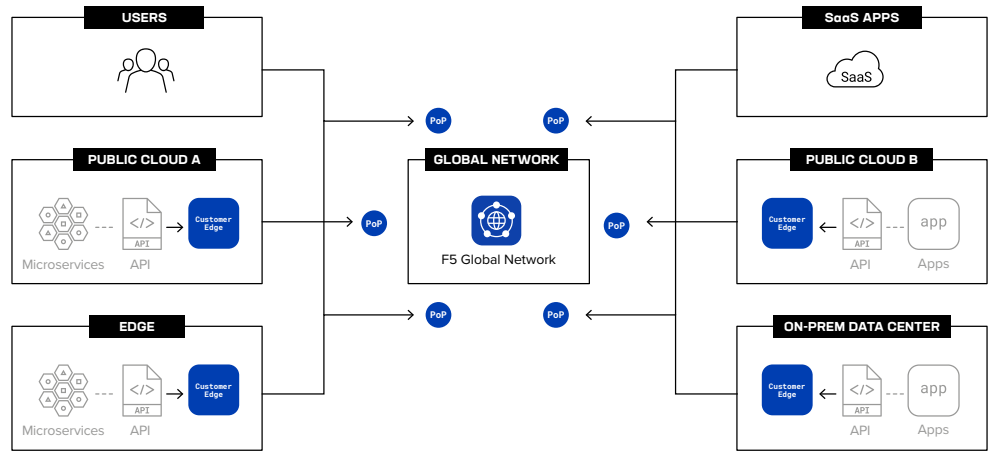 USERS
SaaS APPS
SaaS
PoP
PoP
PUBLIC CLOUD A
Customer
Edge
API
Microservices
API
PoP
GLOBAL NETWORK
F5 Global Network
PoP
PUBLIC CLOUD B
Customer
Edge
API
app
API
Apps
PoP
PoP
EDGE
Customer
Edge
API
Microservices
API
ON-PREM DATA CENTER
Customer
Edge
API
app
API
Apps